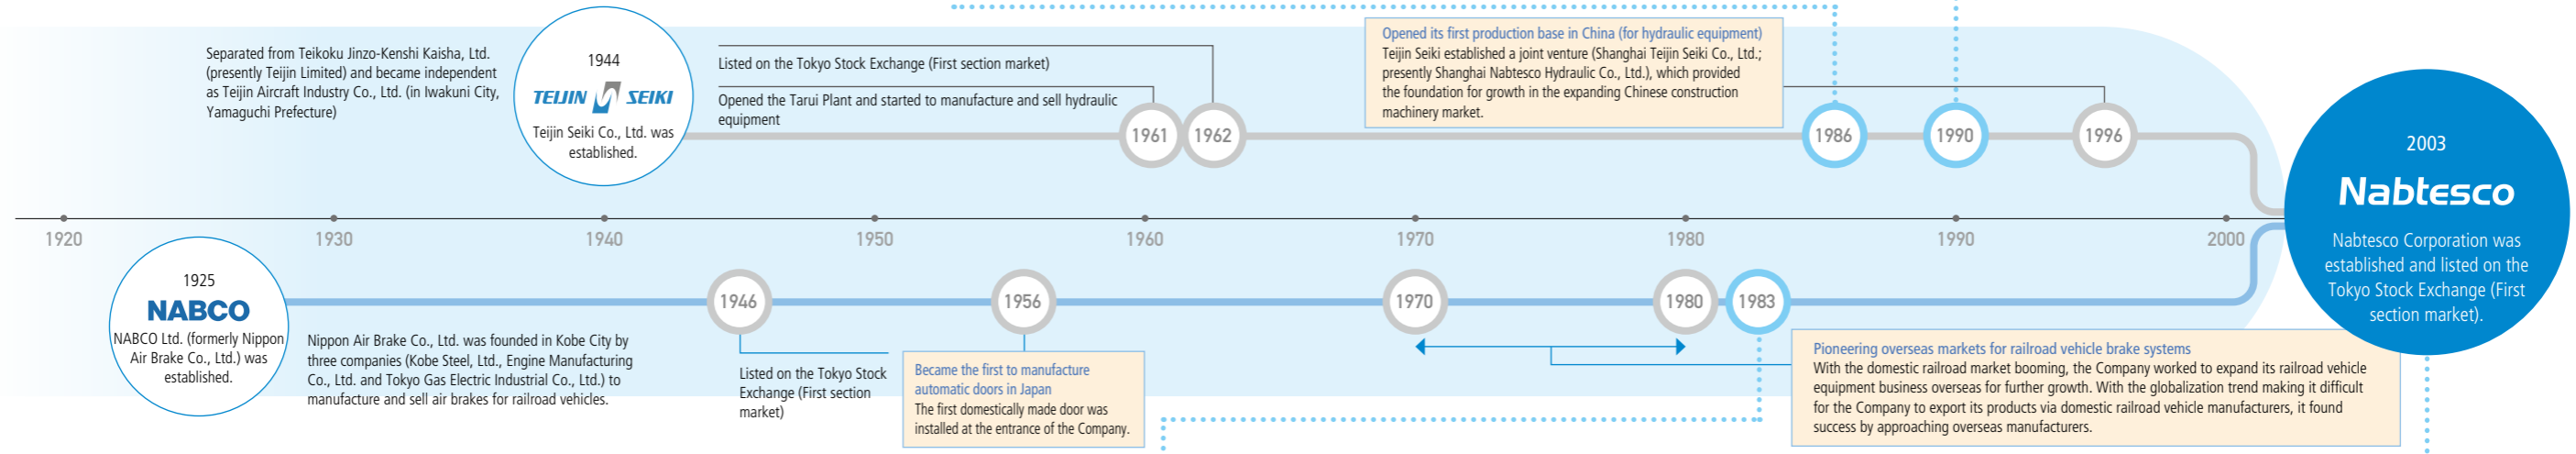 Separated from Teikoku Jinzo-Kenshi Kaisha, Ltd.
(presently Teijin Limited) and became independent
as Teijin Aircraft Industry Co., Ltd. (in Iwakuni City,
Yamaguchi Prefecture)
1944
TEIJIN SEIKI
Teijin Seiki Co., Ltd. was
established.
Listed on the Tokyo Stock Exchange (First section market)
Opened the Tarui Plant and started to manufacture and sell hydraulic
equipment
1961
1962
Opened its first production base in China (for hydraulic equipment)
Teijin Seiki established a joint venture (Shanghai Teijin Seiki Co., Ltd.;
presently Shanghai Nabtesco Hydraulic Co., Ltd.), which provided
the foundation for growth in the expanding Chinese construction
machinery market.
1986
1990
1996
2003
Nabtesco
Nabtesco Corporation was
established and listed on the
Tokyo Stock Exchange (First
section market).
1920
1930
1940
1950
1960
1970
1980
1990
2000
1925
NABCO
NABCO Ltd. (formerly Nippon
Air Brake Co., Ltd.) was
established.
Nippon Air Brake Co., Ltd. was founded in Kobe City by
three companies (Kobe Steel, Ltd., Engine Manufacturing
Co., Ltd. and Tokyo Gas Electric Industrial Co., Ltd.) to
manufacture and sell air brakes for railroad vehicles.
1946
Listed on the Tokyo Stock
Exchange (First section
market)
1956
Became the first to manufacture
automatic doors in Japan
The first domestically made door was
installed at the entrance of the Company.
1970
1980
1983
Pioneering overseas markets for railroad vehicle brake systems
With the domestic railroad market booming, the Company worked to expand its railroad vehicle
equipment business overseas for further growth. With the globalization trend making it difficult
for the Company to export its products via domestic railroad vehicle manufacturers, it found
success by approaching overseas manufacturers.